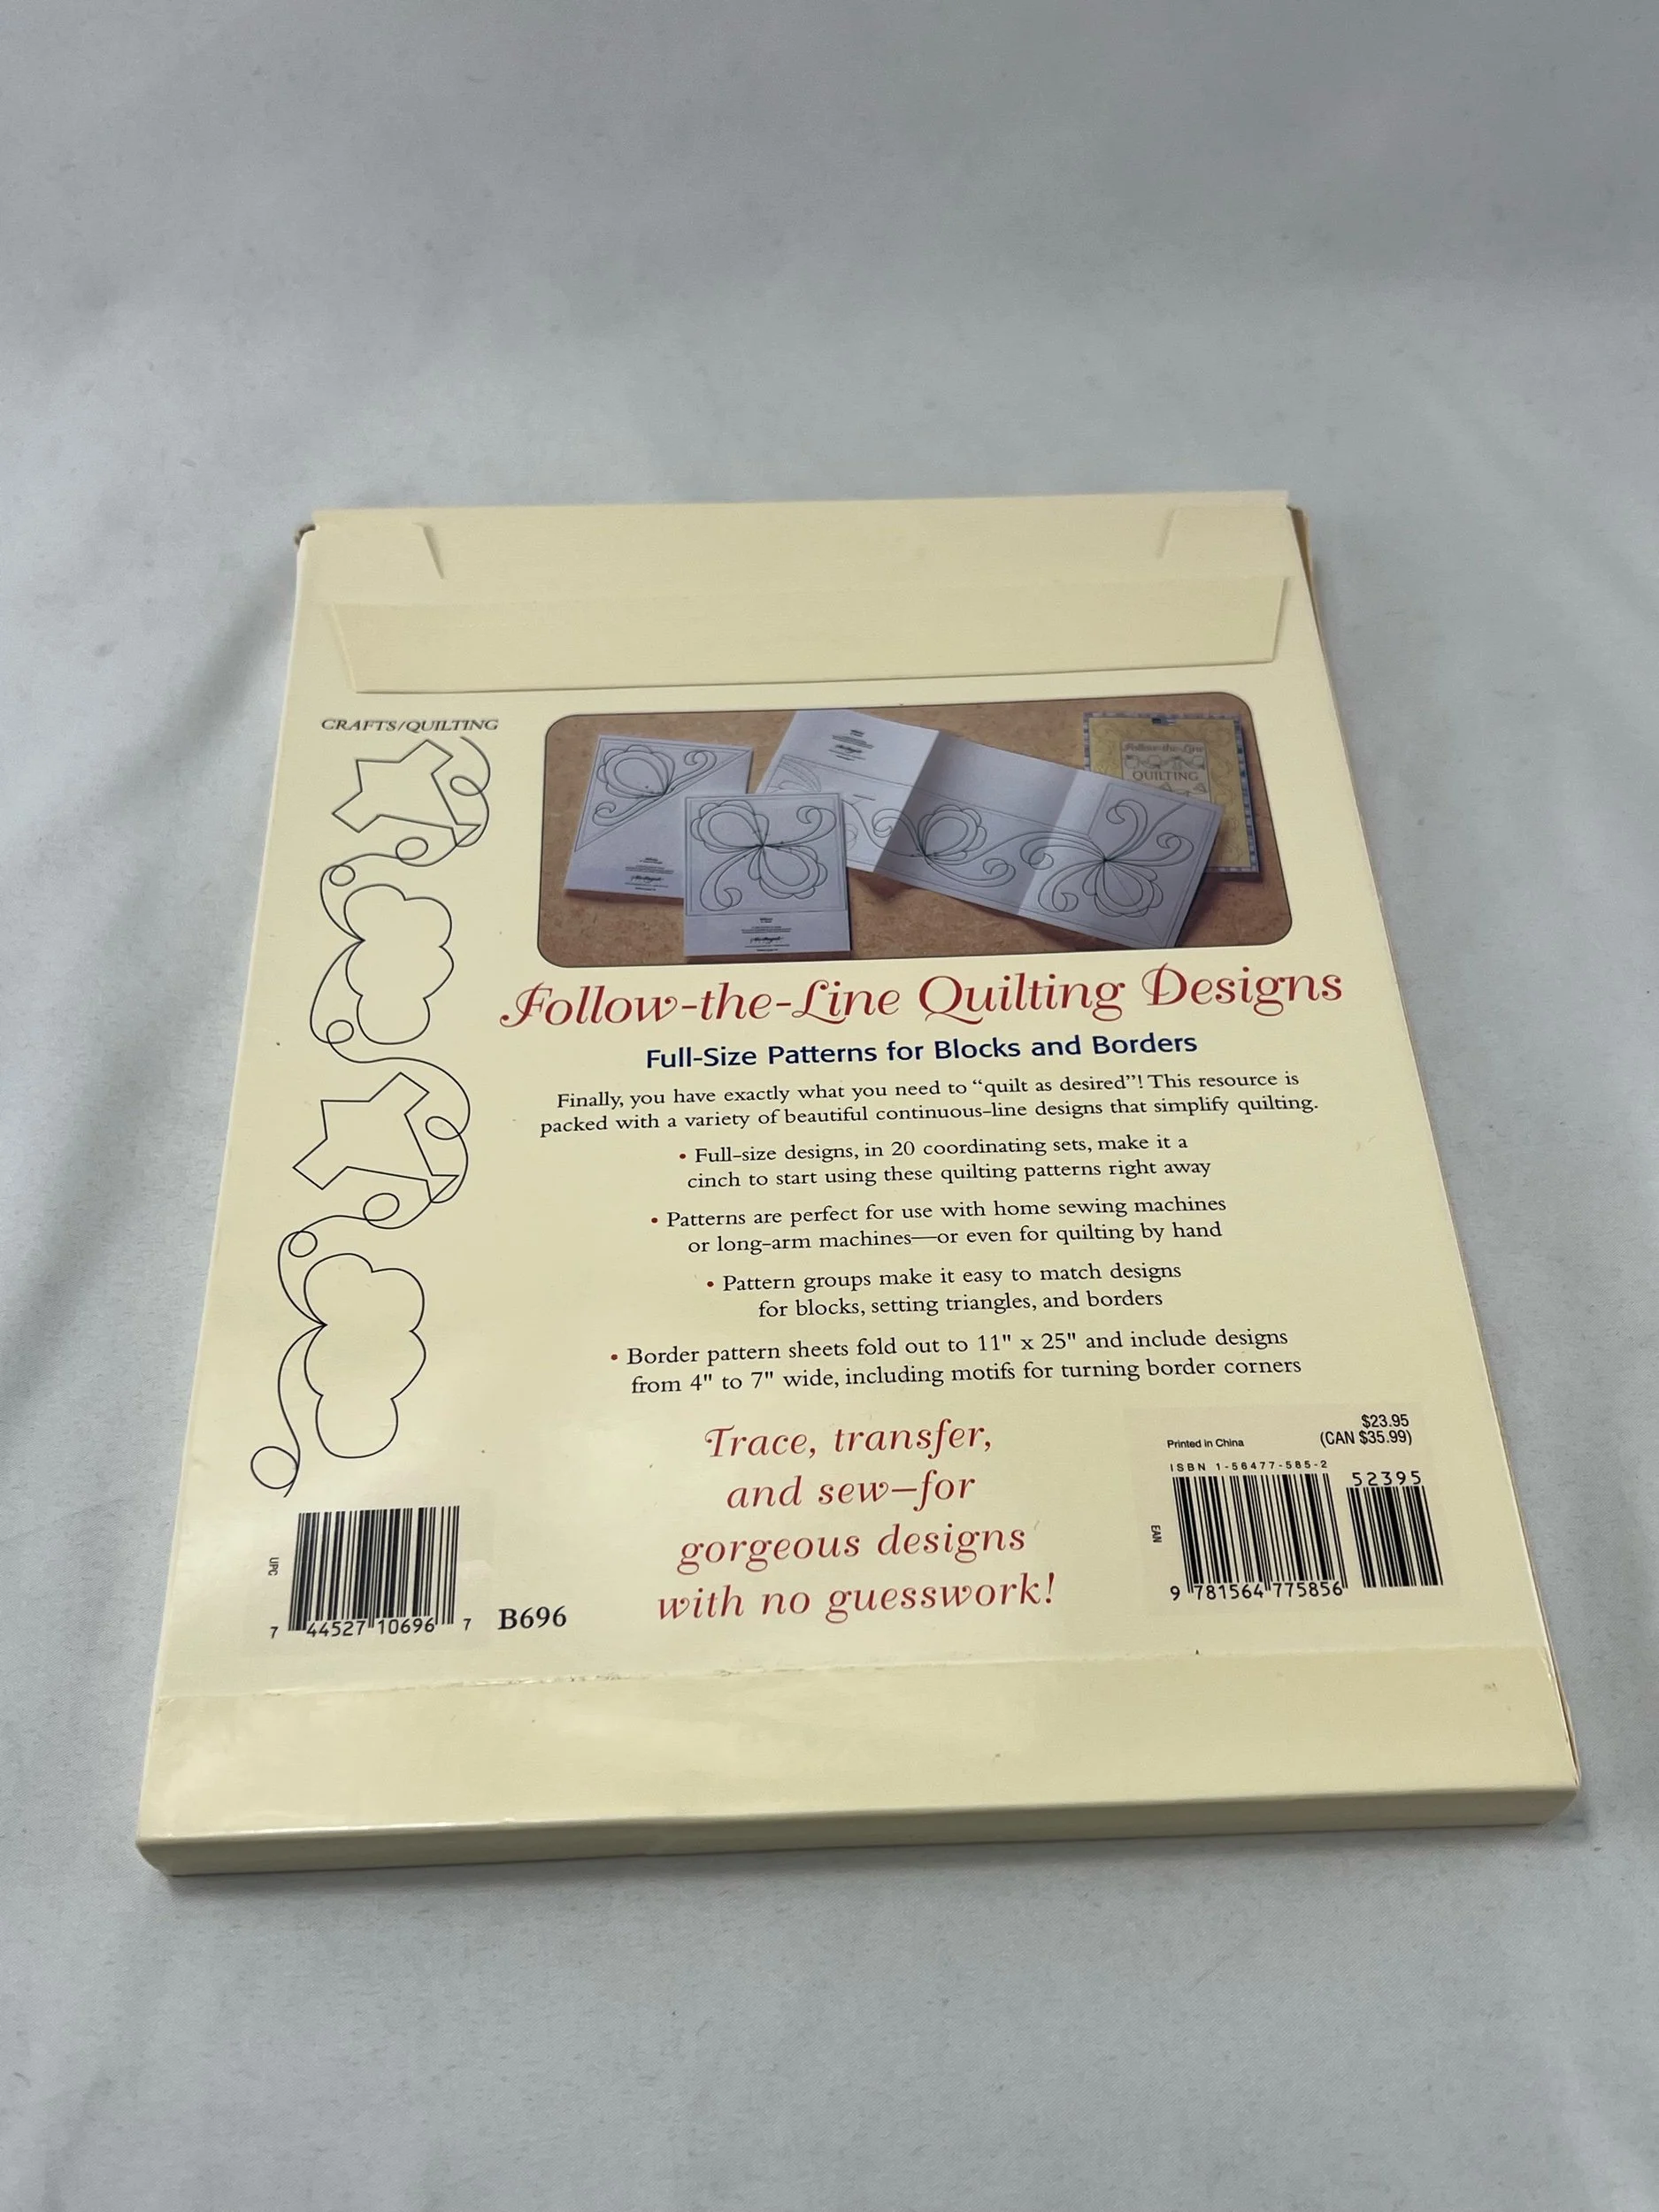 CRAFTS/QUILTING
Follow-the-Line
QUILTING
Follow-the-Line Quilting Designs
Full-Size Patterns for Blocks and Borders
Finally, you have exactly what you need to “quilt as desired”! This resource is
packed with a variety of beautiful continuous-line designs that simplify quilting.
• Full-size designs, in 20 coordinating sets, make it a
cinch to start using these quilting patterns right away
• Patterns are perfect for use with home sewing machines
or long-arm machines—or even for quilting by hand
• Pattern groups make it easy to match designs
for blocks, setting triangles, and borders
• Border pattern sheets fold out to 11" x 25" and include designs
from 4" to 7" wide, including motifs for turning border corners
Trace, transfer,
and sew—for
gorgeous designs
with no guesswork!
UPC
7 44527 10696 7
B696
$23.95
(CAN $35.99)
Printed in China
ISBN 1-56477-585-2
52395
EAN
9 781564 775856